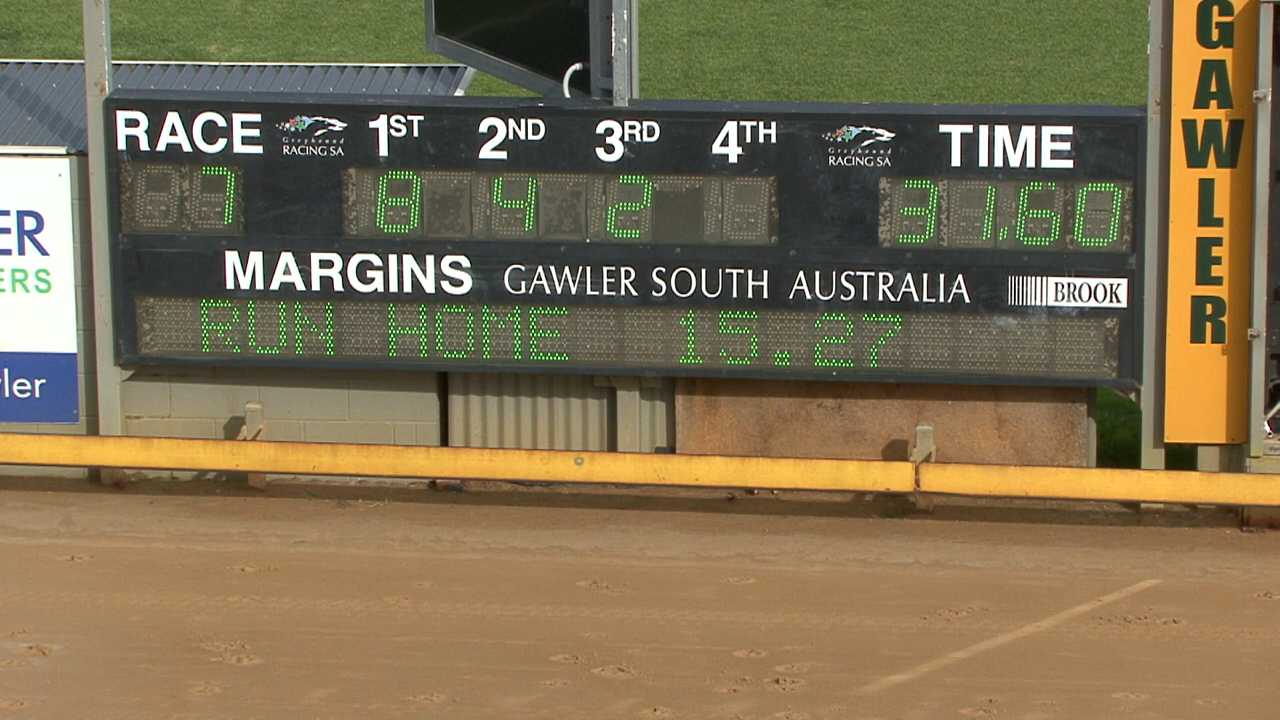 GAWLER
RACE 1ST 2ND 3RD 4TH TIME
Greyhound RACING SA
Greyhound RACING SA
7 8 4 2 31.60
MARGINS GAWLER SOUTH AUSTRALIA BROOK
RUN HOME 15.27
ER
ERS
wler